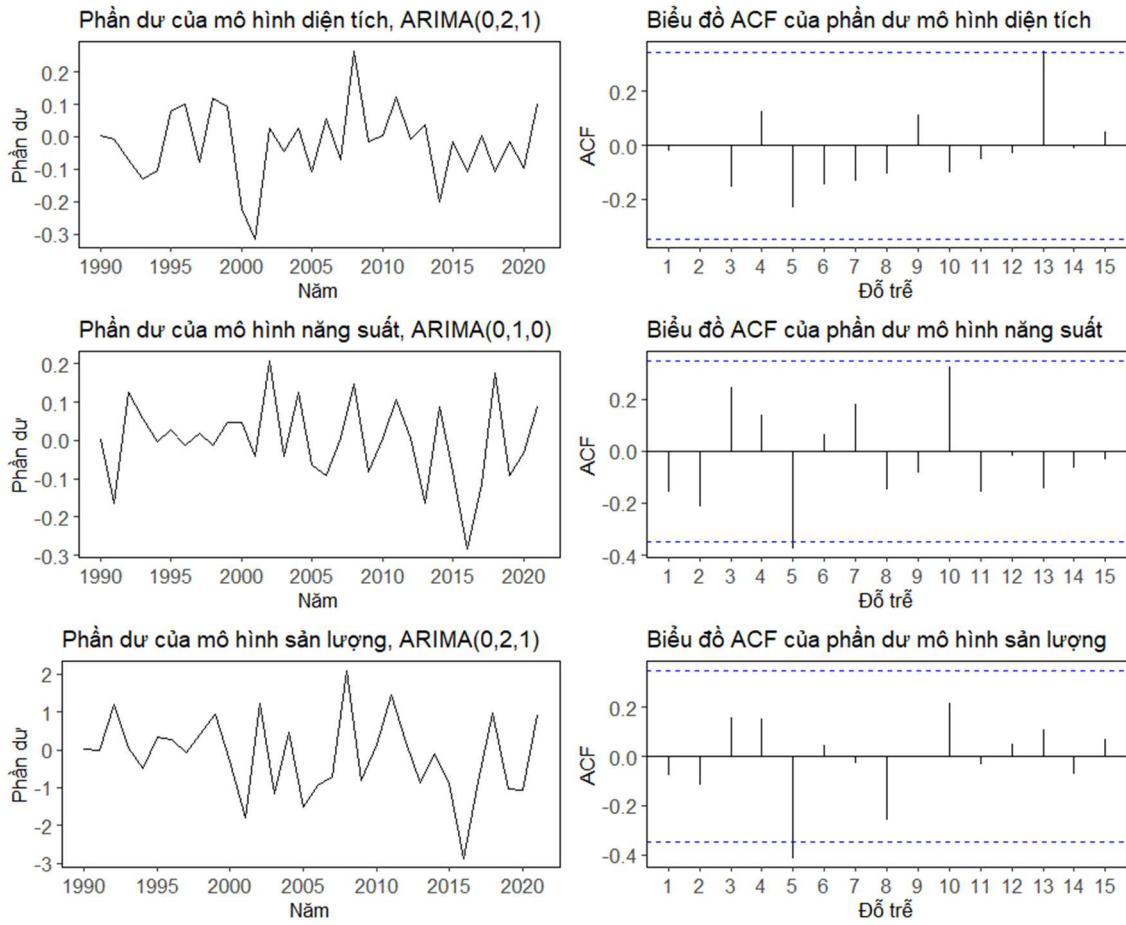 Phần dư của mô hình diện tích, ARIMA(0,2,1)
Phần dư
0.2
0.1
0.0
-0.1
-0.2
-0.3
1990 1995 2000 2005 2010 2015 2020
Năm
Biểu đồ ACF của phần dư mô hình diện tích
ACF
0.2
0.0
-0.2
1 2 3 4 5 6 7 8 9 10 11 12 13 14 15
Đỗ trễ
Phần dư của mô hình năng suất, ARIMA(0,1,0)
Phần dư
0.2
0.1
0.0
-0.1
-0.2
-0.3
1990 1995 2000 2005 2010 2015 2020
Năm
Biểu đồ ACF của phần dư mô hình năng suất
ACF
0.2
0.0
-0.2
-0.4
1 2 3 4 5 6 7 8 9 10 11 12 13 14 15
Đỗ trễ
Phần dư của mô hình sản lượng, ARIMA(0,2,1)
Phần dư
2
1
0
-1
-2
-3
1990 1995 2000 2005 2010 2015 2020
Năm
Biểu đồ ACF của phần dư mô hình sản lượng
ACF
0.2
0.0
-0.2
-0.4
1 2 3 4 5 6 7 8 9 10 11 12 13 14 15
Đỗ trễ